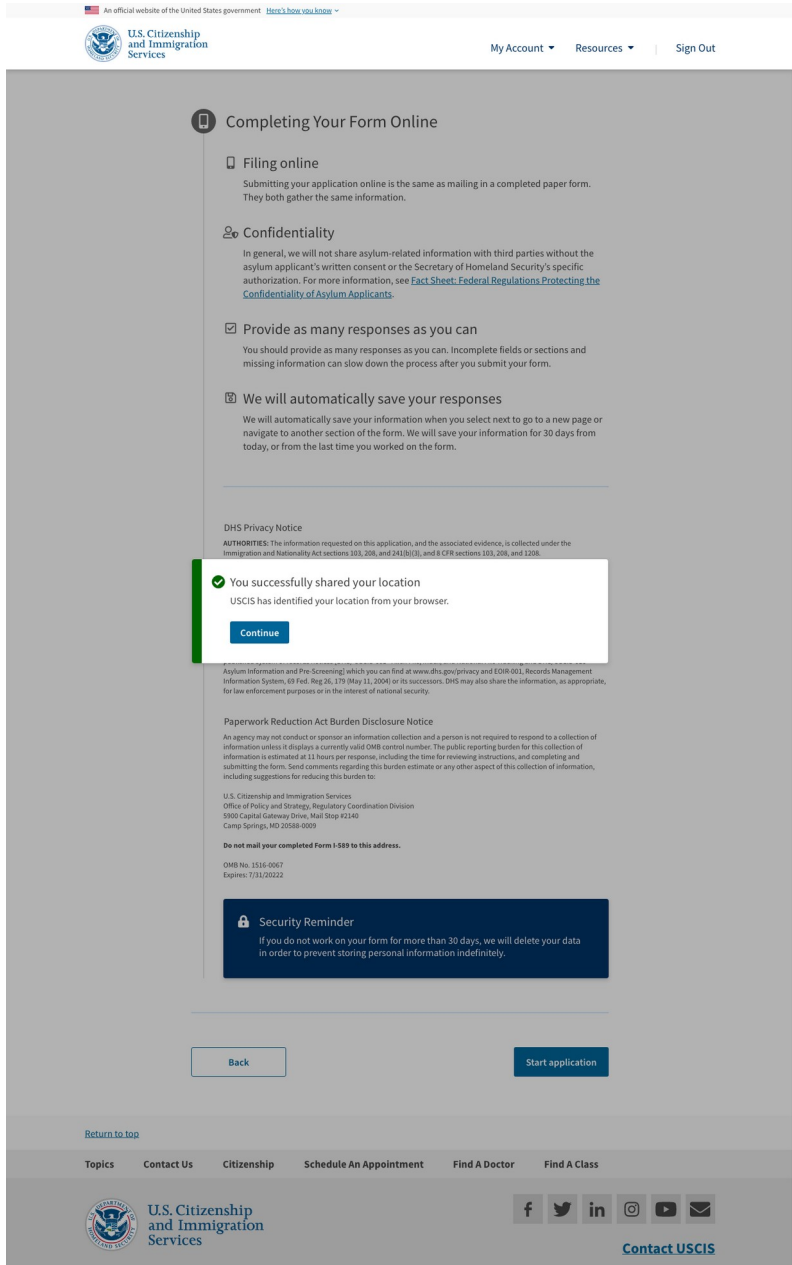 An official website of the United States government Here's how you know
U.S. Citizenship
and Immigration
Services
My Account Resources Sign Out
Completing Your Form Online
Filing online
Submitting your application online is the same as mailing in a completed paper form.
They both gather the same information.
Confidentiality
In general, we will not share asylum-related information with third parties without the
asylum applicant's written consent or the Secretary of Homeland Security's specific
authorization. For more information, see Fact Sheet: Federal Regulations Protecting the
Confidentiality of Asylum Applicants.
Provide as many responses as you can
You should provide as many responses as you can. Incomplete fields or sections and
missing information can slow down the process after you submit your form.
We will automatically save your responses
We will automatically save your information when you select next to go to a new page or
navigate to another section of the form. We will save your information for 30 days from
today, or from the last time you worked on the form.
DHS Privacy Notice
AUTHORITIES: The information requested on this application, and the associated evidence, is collected under the
Immigration and Nationality Act sections 103, 208, and 241(b)(3), and 8 CFR sections 103, 208, and 1208.
You successfully shared your location
USCIS has identified your location from your browser.
Continue
Asylum Information and Pre-Screening] which you can find at www.dhs.gov/privacy and EOIR-001, Records Management
Information System, 69 Fed. Reg 26, 179 (May 11, 2004) or its successors. DHS may also share the information, as appropriate,
for law enforcement purposes or in the interest of national security.
Paperwork Reduction Act Burden Disclosure Notice
An agency may not conduct or sponsor an information collection and a person is not required to respond to a collection of
information unless it displays a currently valid OMB control number. The public reporting burden for this collection of
information is estimated at 11 hours per response, including the time for reviewing instructions, and completing and
submitting the form. Send comments regarding this burden estimate or any other aspect of this collection of information,
including suggestions for reducing this burden to:
U.S. Citizenship and Immigration Services
Office of Policy and Strategy, Regulatory Coordination Division
5900 Capital Gateway Drive, Mail Stop #2140
Camp Springs, MD 20588-0009
Do not mail your completed Form I-589 to this address.
OMB No. 1516-0067
Expires: 7/31/20222
Security Reminder
If you do not work on your form for more than 30 days, we will delete your data
in order to prevent storing personal information indefinitely.
Back
Start application
Return to top
Topics Contact Us Citizenship Schedule An Appointment Find A Doctor Find A Class
U.S. Citizenship
and Immigration
Services
Contact USCIS